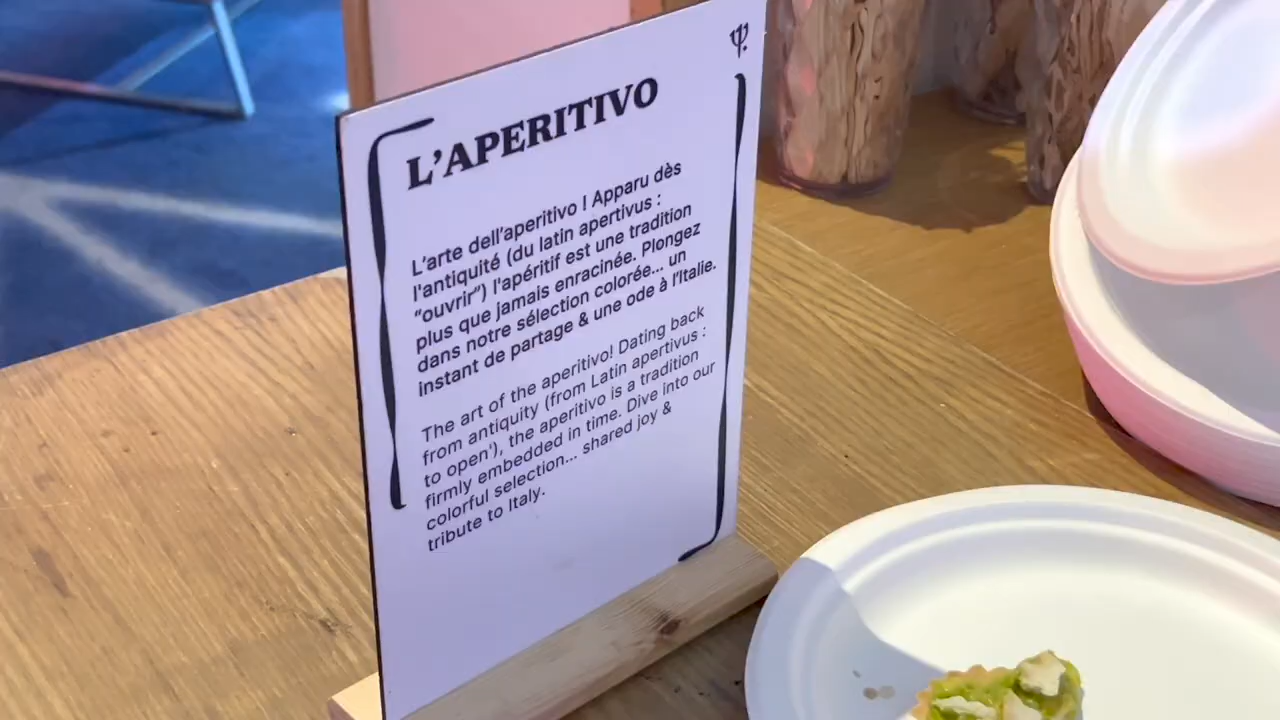 L'APERITIVO
L'arte dell'aperitivo ! Apparu dès
l'antiquité (du latin apertivus :
"ouvrir") l'apéritif est une tradition
plus que jamais enracinée. Plongez
dans notre sélection colorée... un
instant de partage & une ode à l'Italie.
The art of the aperitivo! Dating back
from antiquity (from Latin apertivus :
to open'), the aperitivo is a tradition
firmly embedded in time. Dive into our
colorful selection... shared joy &
tribute to Italy.